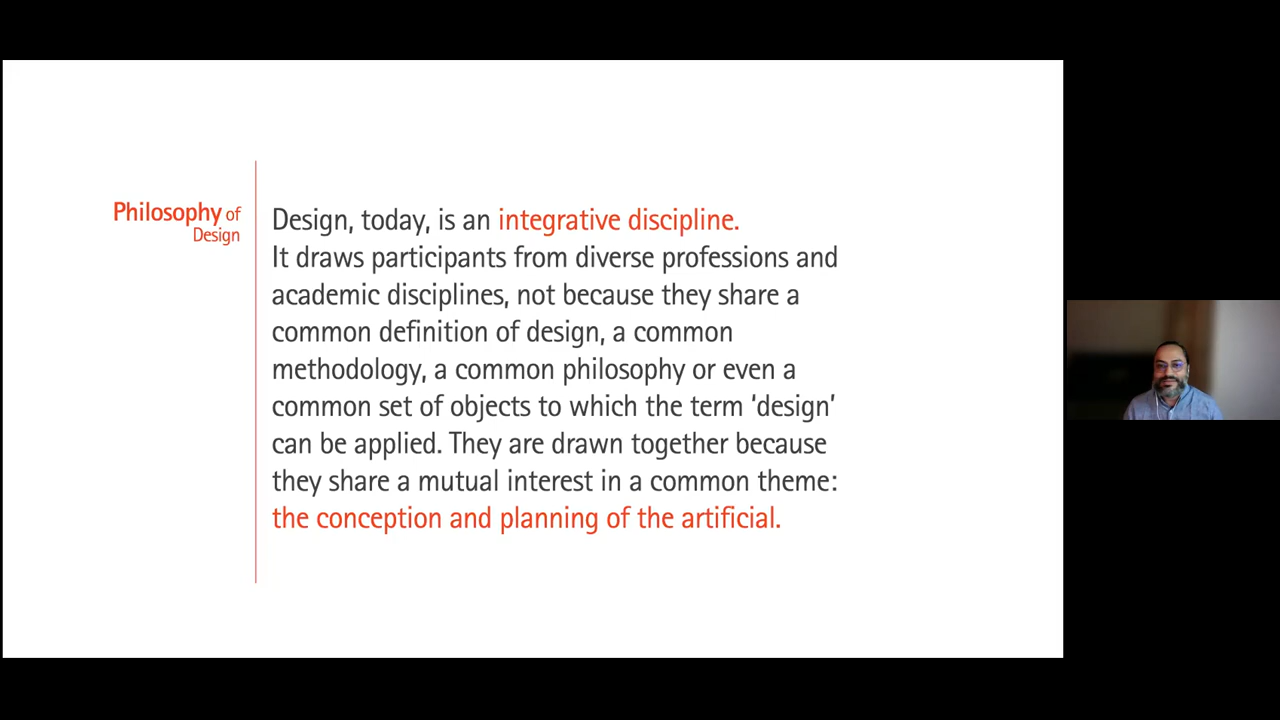 Philosophy of
Design
Design, today, is an integrative discipline.
It draws participants from diverse professions and
academic disciplines, not because they share a
common definition of design, a common
methodology, a common philosophy or even a
common set of objects to which the term ‘design’
can be applied. They are drawn together because
they share a mutual interest in a common theme:
the conception and planning of the artificial.